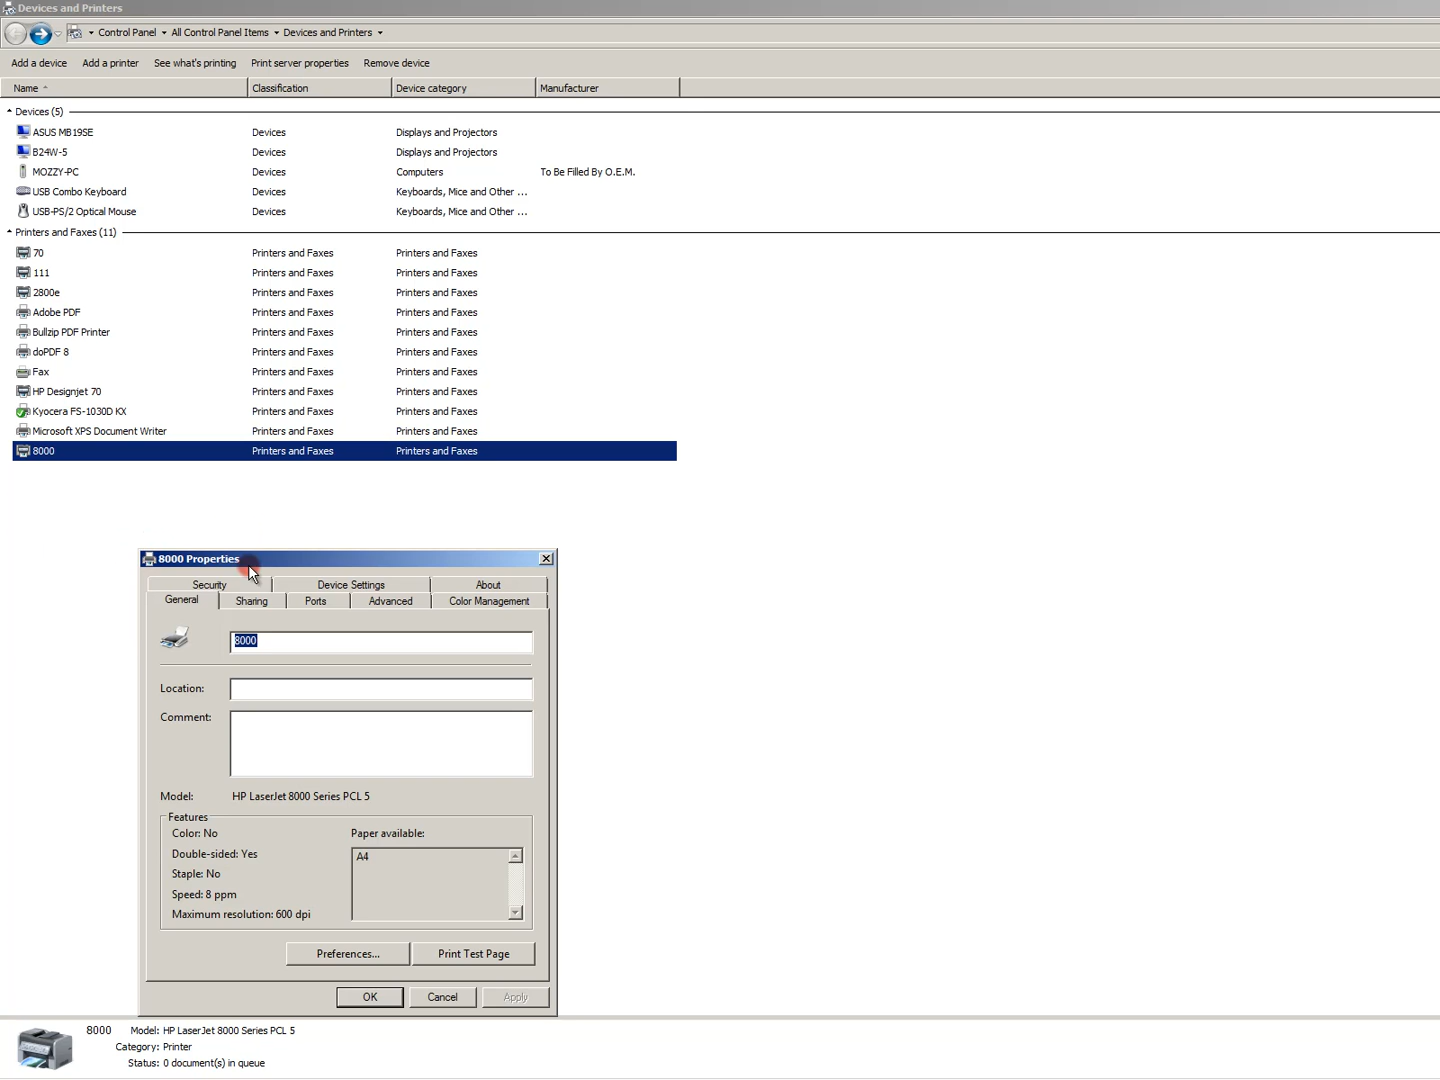 Devices and Printers
Control Panel All Control Panel Items Devices and Printers
Add a device Add a printer See what's printing Print server properties Remove device
Name Classification Device category Manufacturer
Devices (5)
ASUS MB19SE Devices Displays and Projectors
B24W-5 Devices Displays and Projectors
MOZZY-PC Devices Computers To Be Filled By O.E.M.
USB Combo Keyboard Devices Keyboards, Mice and Other ...
USB-PS/2 Optical Mouse Devices Keyboards, Mice and Other ...
Printers and Faxes (11)
70 Printers and Faxes Printers and Faxes
111 Printers and Faxes Printers and Faxes
2800e Printers and Faxes Printers and Faxes
Adobe PDF Printers and Faxes Printers and Faxes
Bullzip PDF Printer Printers and Faxes Printers and Faxes
doPDF 8 Printers and Faxes Printers and Faxes
Fax Printers and Faxes Printers and Faxes
HP Designjet 70 Printers and Faxes Printers and Faxes
Kyocera FS-1030D KX Printers and Faxes Printers and Faxes
Microsoft XPS Document Writer Printers and Faxes Printers and Faxes
8000 Printers and Faxes Printers and Faxes
8000 Properties
Security Device Settings About
General Sharing Ports Advanced Color Management
8000
Location:
Comment:
Model: HP LaserJet 8000 Series PCL 5
Features
Color: No Paper available:
Double-sided: Yes A4
Staple: No
Speed: 8 ppm
Maximum resolution: 600 dpi
Preferences... Print Test Page
OK Cancel Apply
8000 Model: HP LaserJet 8000 Series PCL 5
Category: Printer
Status: 0 document(s) in queue